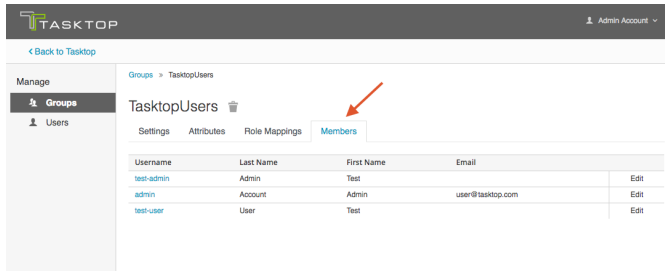 TASKTOP
Admin Account
Back to Tasktop
Manage
Groups
Users
Groups » TasktopUsers
TasktopUsers
Settings Attributes Role Mappings Members
Username Last Name First Name Email
test-admin Admin Test Edit
admin Account Admin user@tasktop.com Edit
test-user User Test Edit